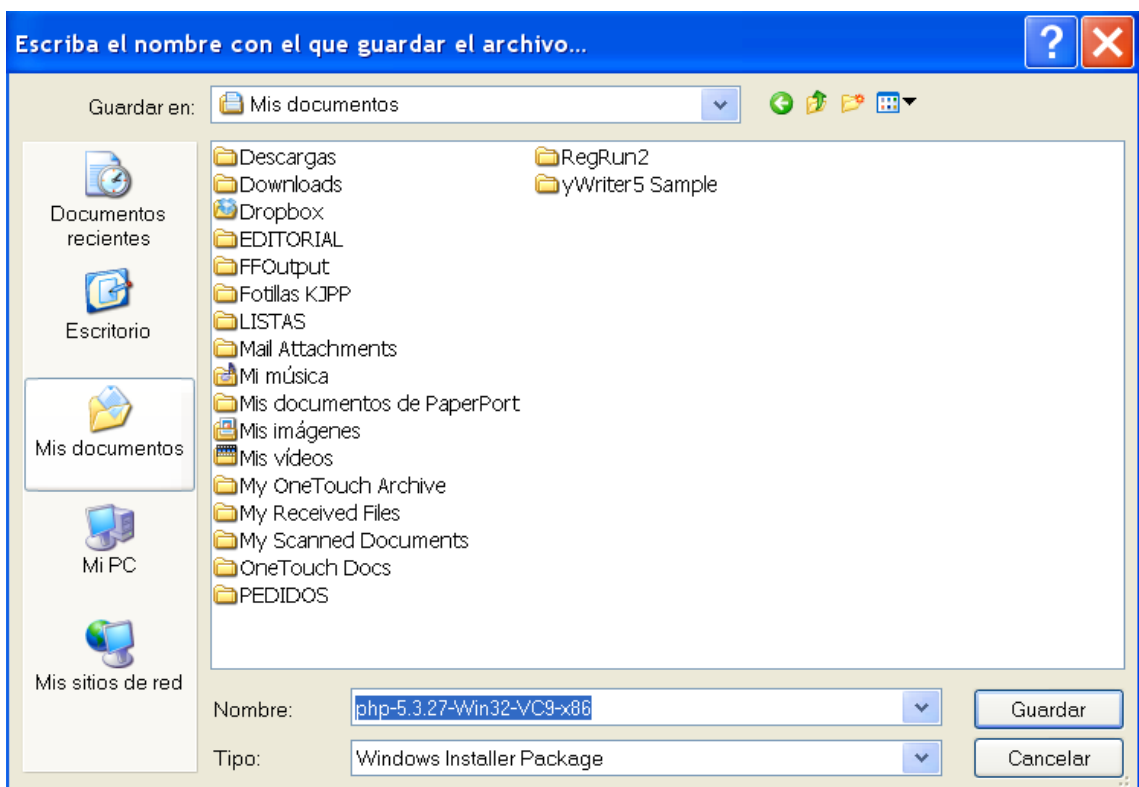 Escriba el nombre con el que guardar el archivo...
Guardar en:
Mis documentos
Documentos
recientes
Escritorio
Mis documentos
Mi PC
Mis sitios de red
Descargas
Downloads
Dropbox
EDITORIAL
FFOutput
Fotillas KJPP
LISTAS
Mail Attachments
Mi música
Mis documentos de PaperPort
Mis imágenes
Mis vídeos
My OneTouch Archive
My Received Files
My Scanned Documents
OneTouch Docs
PEDIDOS
RegRun2
yWriter5 Sample
Nombre:
php-5.3.27-Win32-VC9-x86
Guardar
Tipo:
Windows Installer Package
Cancelar